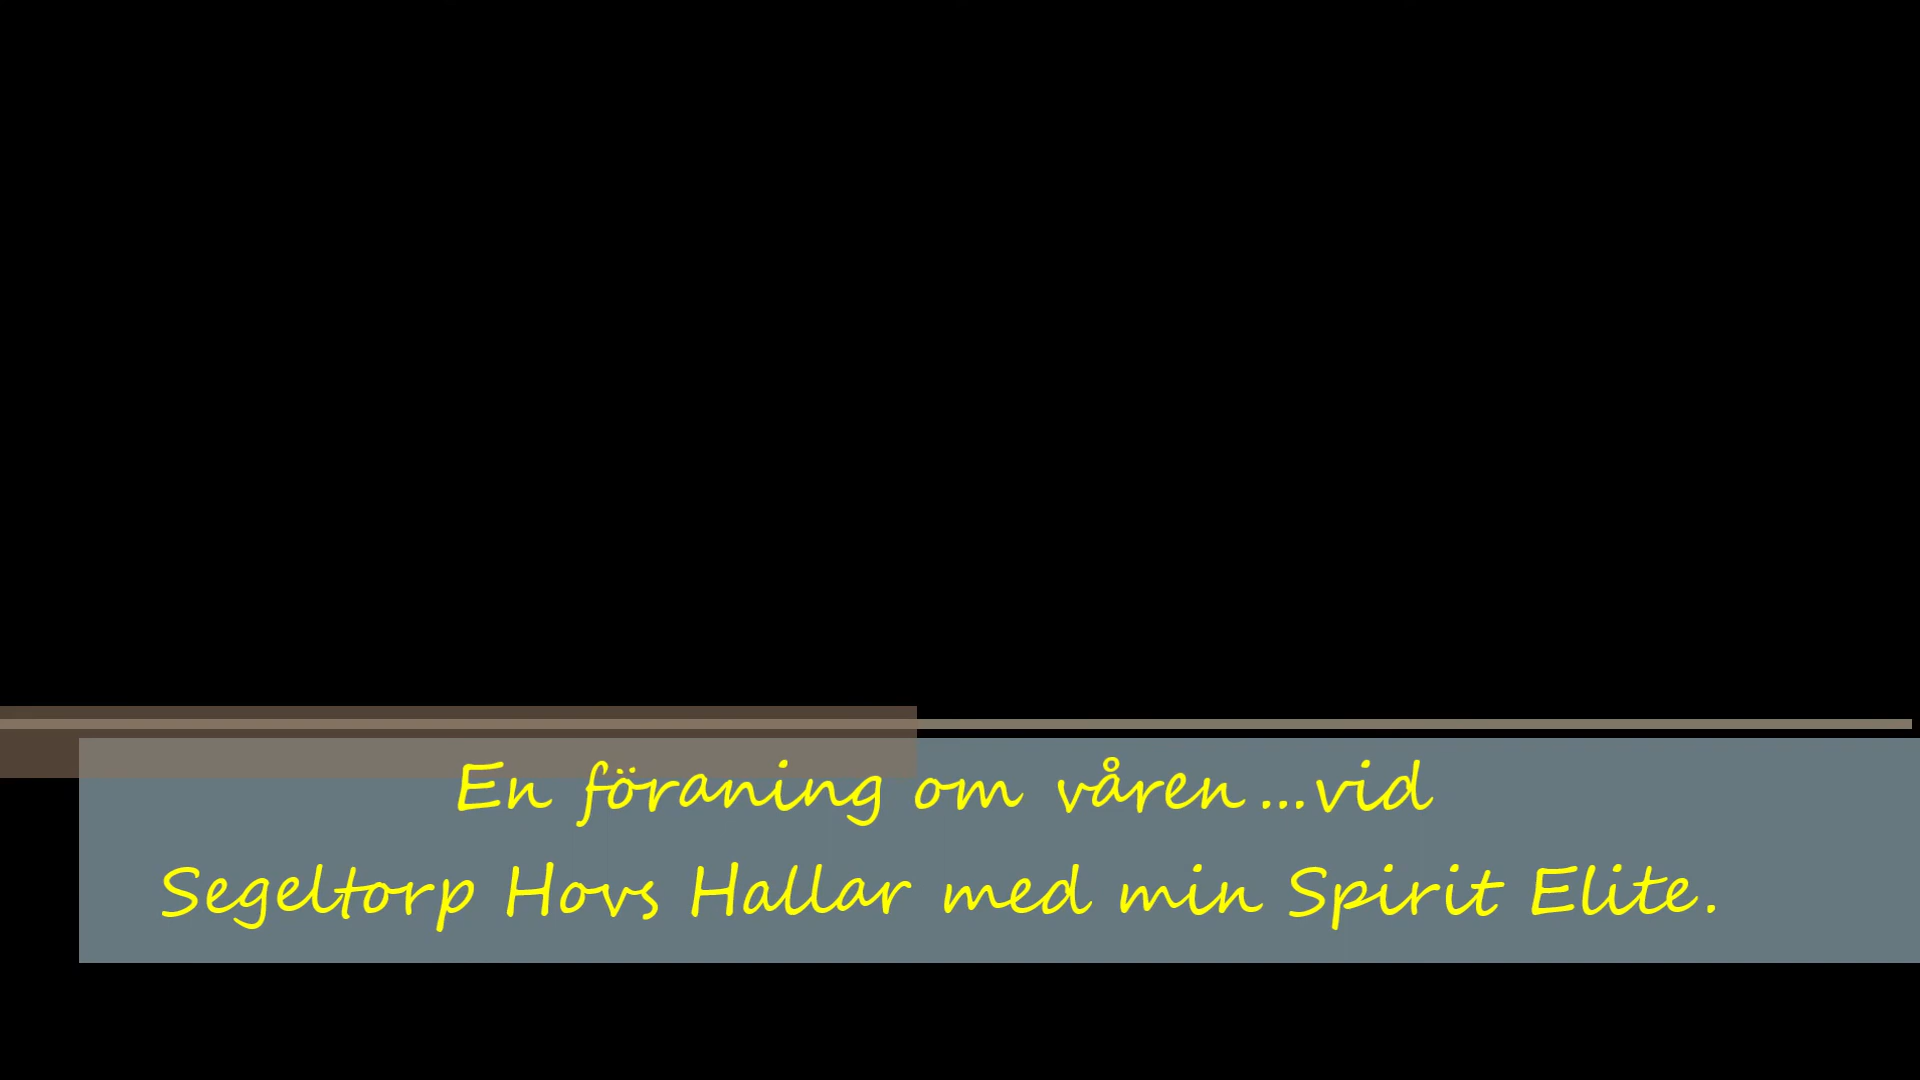 En föraning om våren...vid
Segeltorp Hovs Hallar med min Spirit Elite.